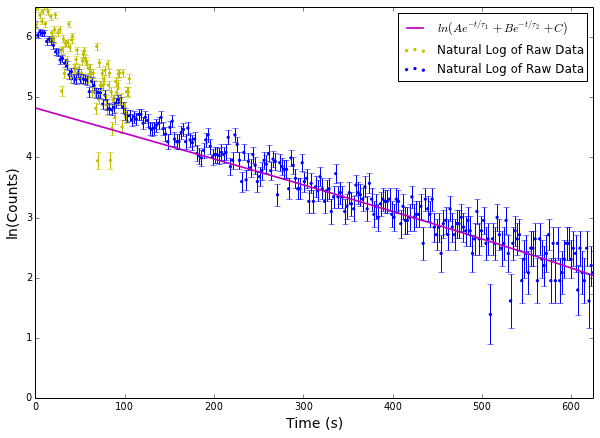 ln(Ae^{-t/τ₁} + Be^{-t/τ₂} + C)
Natural Log of Raw Data
Natural Log of Raw Data
6
5
4
3
2
1
0
ln(Counts)
0 100 200 300 400 500 600
Time (s)